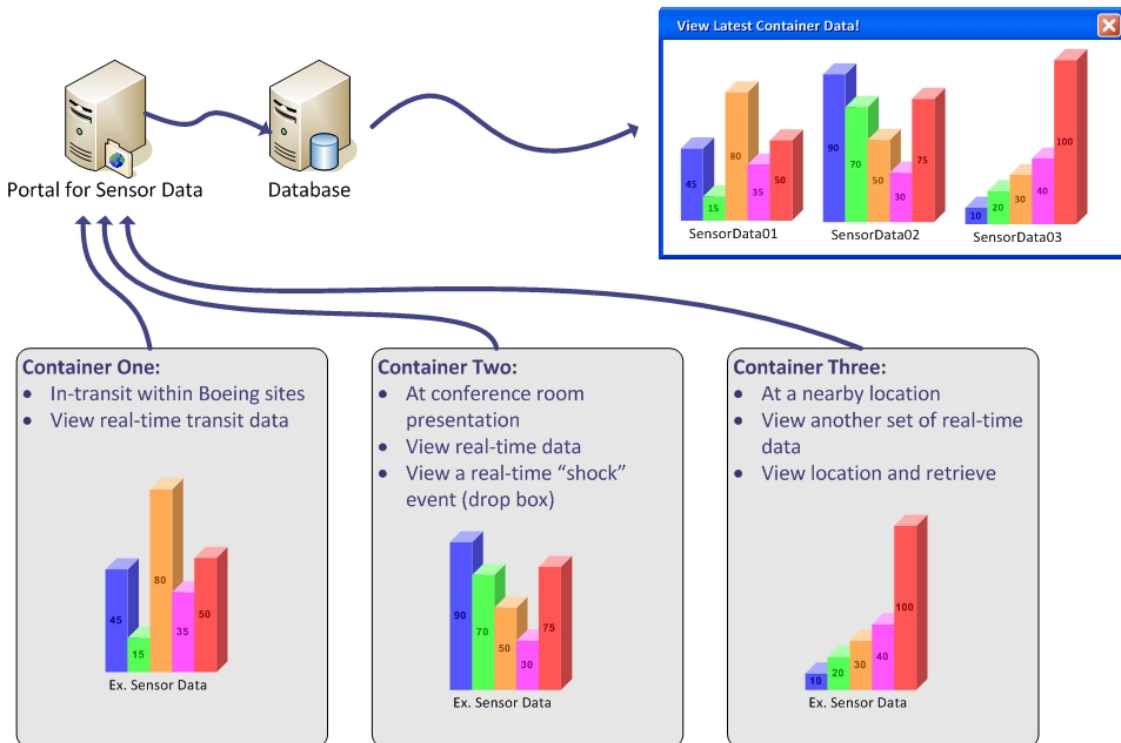 View Latest Container Data!
45
15
80
35
50
SensorData01
90
70
50
30
75
SensorData02
10
20
30
40
100
SensorData03
Portal for Sensor Data
Database
Container One:
• In-transit within Boeing sites
• View real-time transit data
45
15
80
35
50
Ex. Sensor Data
Container Two:
• At conference room
presentation
• View real-time data
• View a real-time “shock”
event (drop box)
90
70
50
30
75
Ex. Sensor Data
Container Three:
• At a nearby location
• View another set of real-time
data
• View location and retrieve
10
20
30
40
100
Ex. Sensor Data